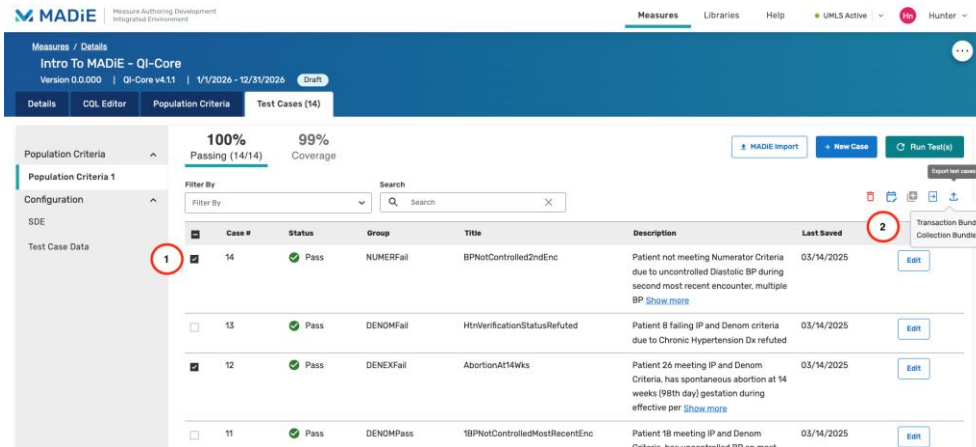 MADiE
Measure Authoring Development
Integrated Environment
Measures Libraries Help UMLS Active Hn Hunter
Measures / Details
Intro To MADiE - QI-Core
Version 0.0.000 | QI-Core v4.1.1 | 1/1/2026 - 12/31/2026 Draft
Details CQL Editor Population Criteria Test Cases (14)
Population Criteria
Population Criteria 1
Configuration
SDE
Test Case Data
100% 99%
Passing (14/14) Coverage
MADiE Import + New Case Run Test(s)
Export test cases
Filter By Search
Filter By Search
Transaction Bund
Collection Bundle
2
Case # Status Group Title Description Last Saved
1
14 Pass NUMERFail BPNotControlled2ndEnc Patient not meeting Numerator Criteria 03/14/2025 Edit
due to uncontrolled Diastolic BP during
second most recent encounter, multiple
BP Show more
13 Pass DENOMFail HtnVerificationStatusRefuted Patient 8 failing IP and Denom criteria 03/14/2025 Edit
due to Chronic Hypertension Dx refuted
12 Pass DENEXFail AbortionAt14Wks Patient 26 meeting IP and Denom 03/14/2025 Edit
Criteria, has spontaneous abortion at 14
weeks (98th day) gestation during
effective per Show more
11 Pass DENOMPass 1BPNotControlledMostRecentEnc Patient 18 meeting IP and Denom 03/14/2025 Edit
Criteria, has uncontrolled BP on most